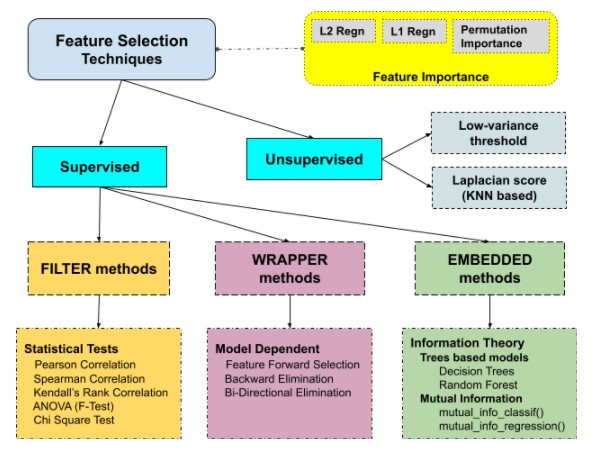 Feature Selection
Techniques
L2 Regn
L1 Regn
Permutation
Importance
Feature Importance
Supervised
Unsupervised
Low-variance
threshold
Laplacian score
(KNN based)
FILTER methods
WRAPPER
methods
EMBEDDED
methods
Statistical Tests
Pearson Correlation
Spearman Correlation
Kendall's Rank Correlation
ANOVA (F-Test)
Chi Square Test
Model Dependent
Feature Forward Selection
Backward Elimination
Bi-Directional Elimination
Information Theory
Trees based models
Decision Trees
Random Forest
Mutual Information
mutual_info_classif()
mutual_info_regression()